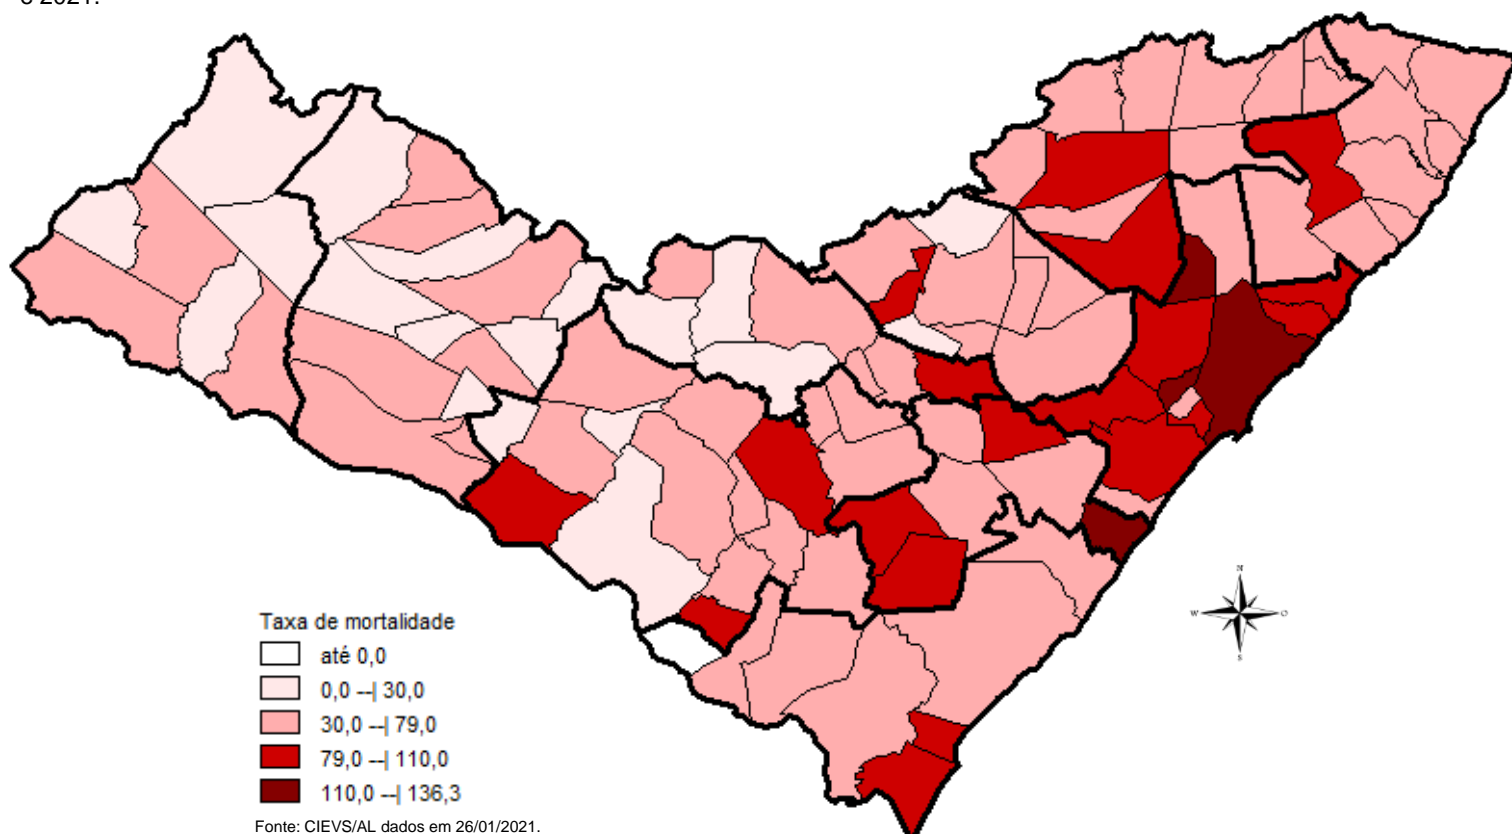 e 2021.
N
W
O
S
Taxa de mortalidade
até 0,0
0,0 --| 30,0
30,0 --| 79,0
79,0 --| 110,0
110,0 --| 136,3
Fonte: CIEVS/AL dados em 26/01/2021.